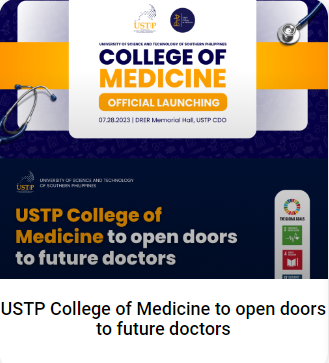 USTP
UNIVERSITY OF SCIENCE AND TECHNOLOGY OF SOUTHERN PHILIPPINES
COLLEGE OF
MEDICINE
OFFICIAL LAUNCHING
07.28.2023 | DRER Memorial Hall, USTP CDO
USTP
UNIVERSITY OF SCIENCE AND TECHNOLOGY
OF SOUTHERN PHILIPPINES
THE GLOBAL GOALS
USTP College of
Medicine to open doors
to future doctors
USTP College of Medicine to open doors
to future doctors